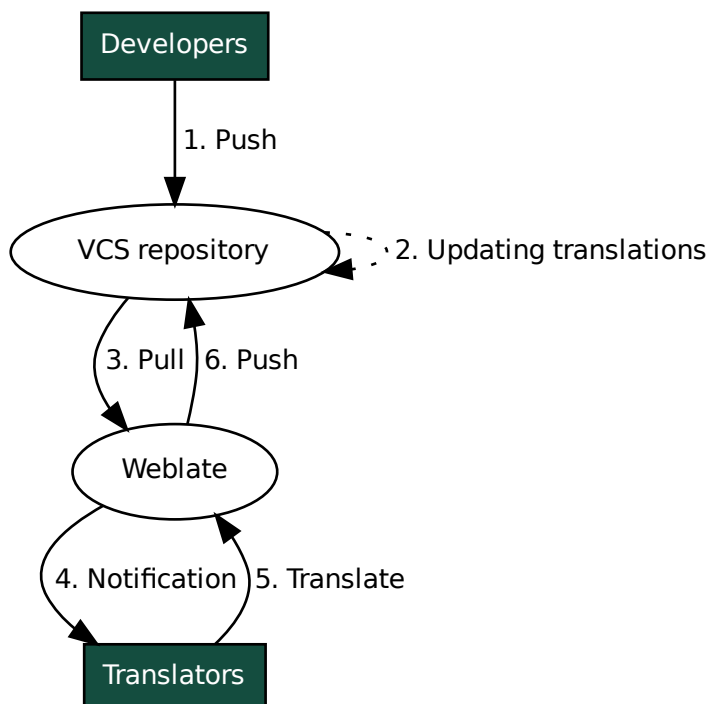 Developers
1. Push
VCS repository
2. Updating translations
3. Pull
6. Push
Weblate
4. Notification
5. Translate
Translators